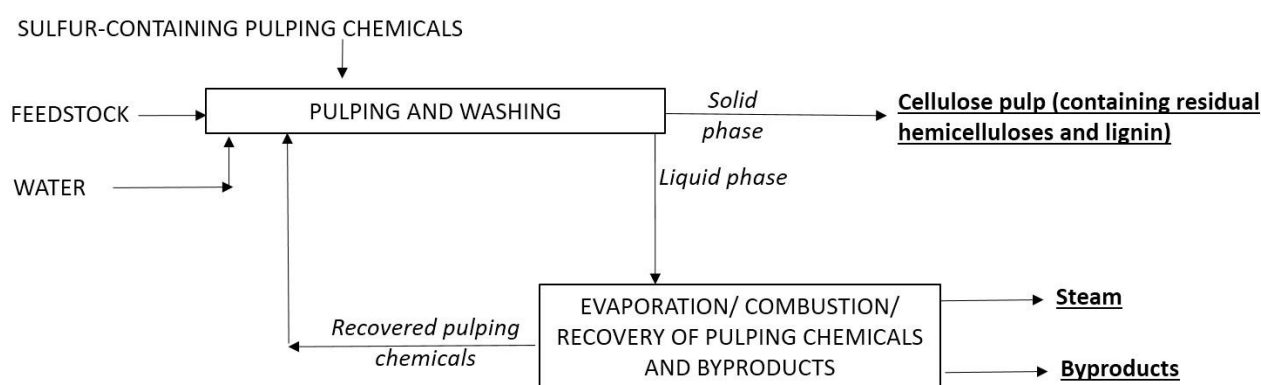 SULFUR-CONTAINING PULPING CHEMICALS
FEEDSTOCK
PULPING AND WASHING
Solid
phase
Cellulose pulp (containing residual
hemicelluloses and lignin)
WATER
Liquid phase
EVAPORATION/ COMBUSTION/
RECOVERY OF PULPING CHEMICALS
AND BYPRODUCTS
Recovered pulping
chemicals
Steam
Byproducts